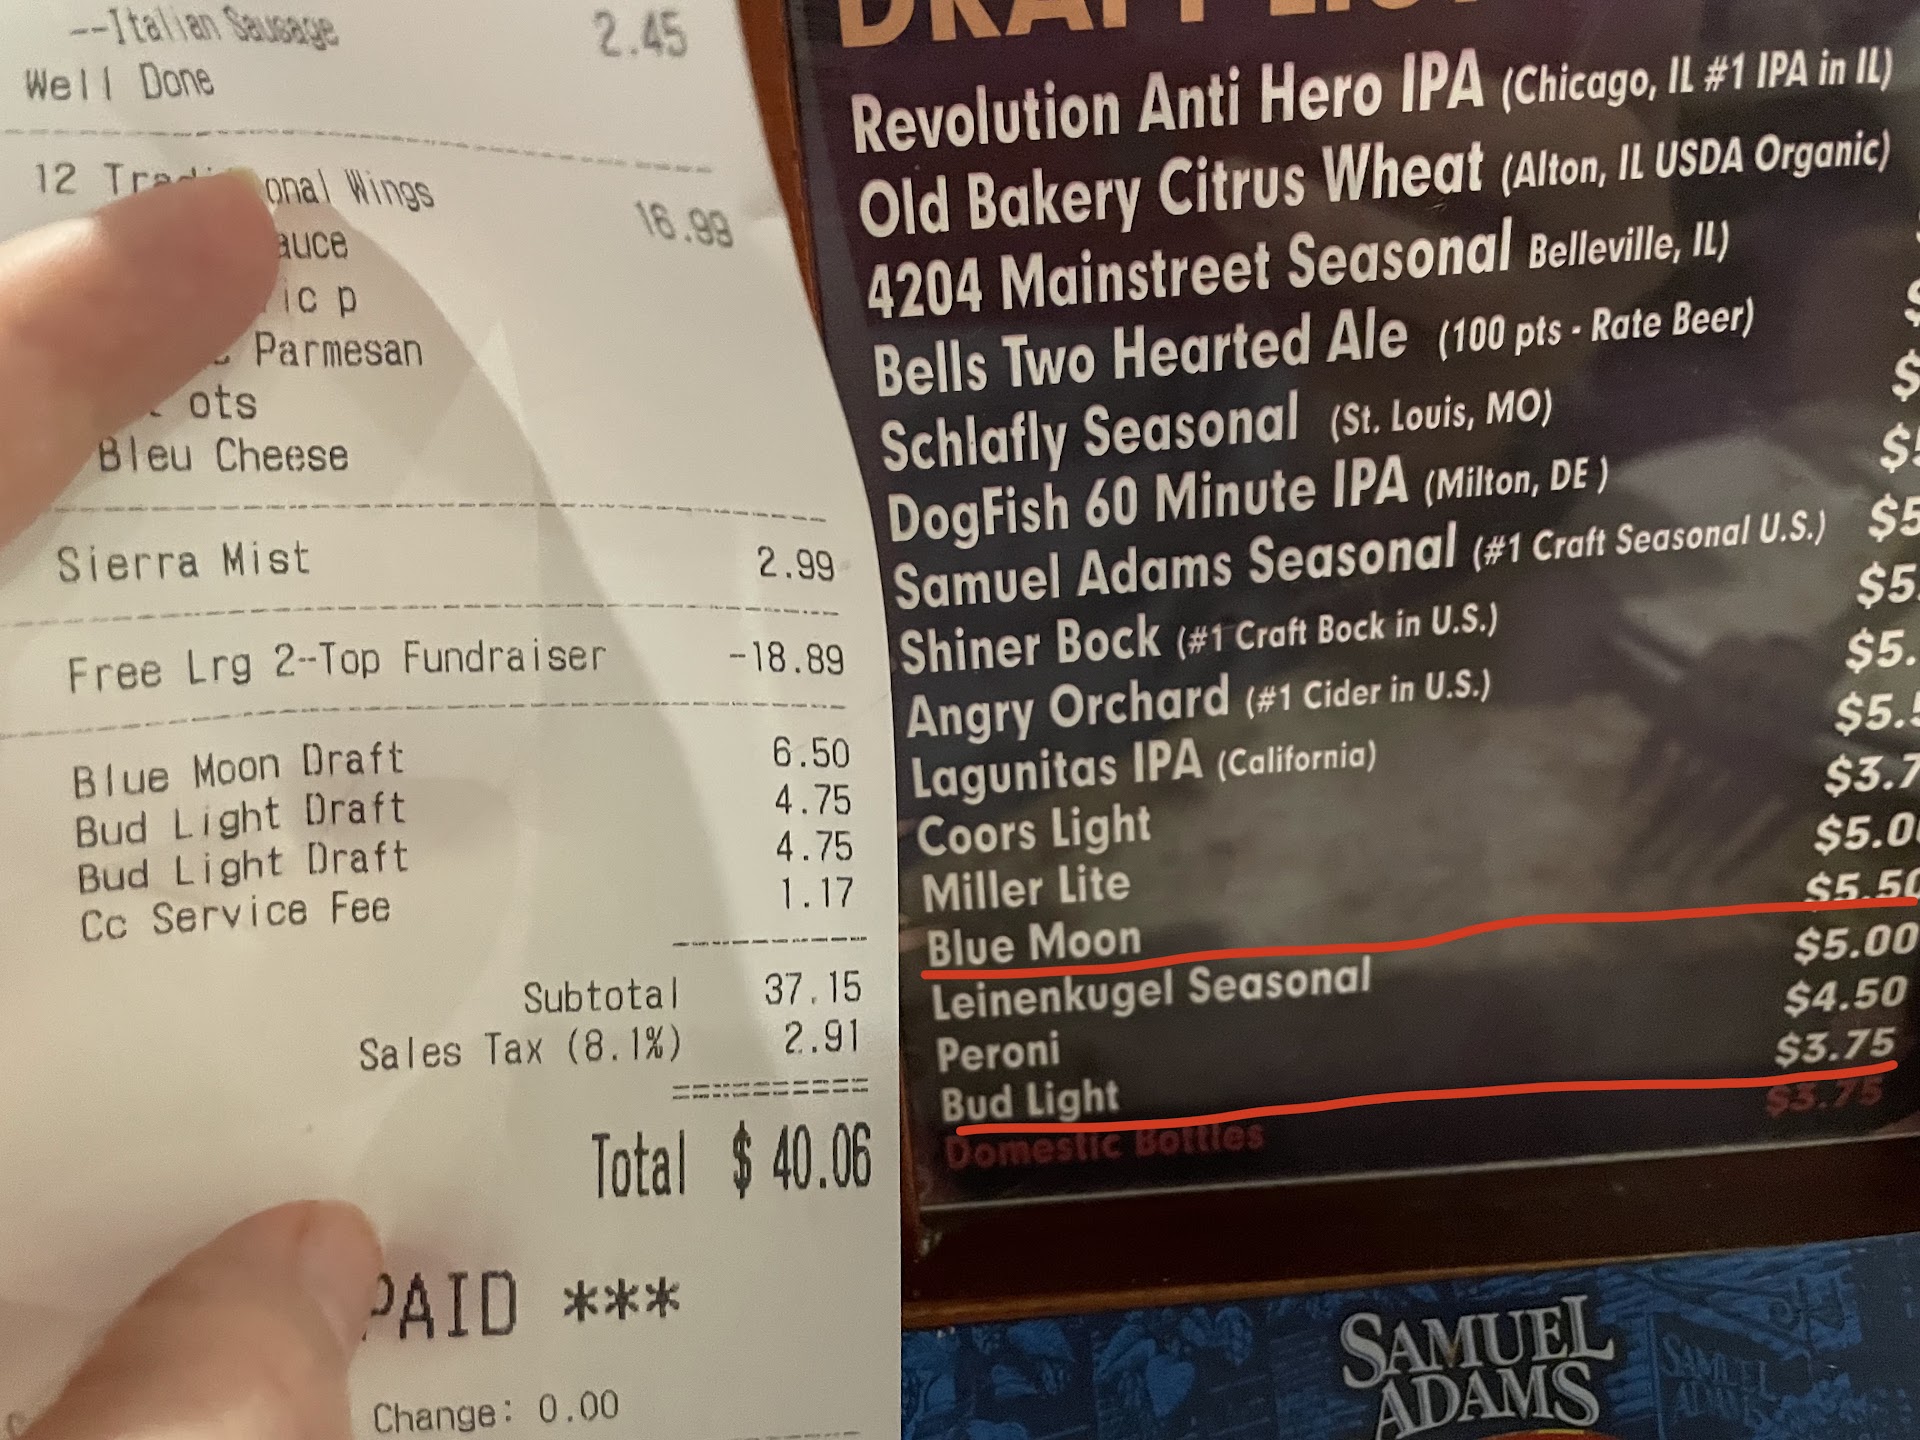 --Italian Sausage 2.45
Well Done
12 Wings 16.99
Parmesan
Bleu Cheese
Sierra Mist 2.99
Free Lrg 2-Top Fundraiser -18.89
Blue Moon Draft 6.50
Bud Light Draft 4.75
Bud Light Draft 4.75
Cc Service Fee 1.17
Subtotal 37.15
Sales Tax (8.1%) 2.91
Total $ 40.06
PAID ***
Change: 0.00
DRAFT LIST
Revolution Anti Hero IPA (Chicago, IL #1 IPA in IL)
Old Bakery Citrus Wheat (Alton, IL USDA Organic)
4204 Mainstreet Seasonal Belleville, IL)
Bells Two Hearted Ale (100 pts - Rate Beer)
Schlafly Seasonal (St. Louis, MO)
DogFish 60 Minute IPA (Milton, DE )
Samuel Adams Seasonal (#1 Craft Seasonal U.S.)
Shiner Bock (#1 Craft Bock in U.S.)
Angry Orchard (#1 Cider in U.S.)
Lagunitas IPA (California)
Coors Light
Miller Lite
Blue Moon $5.50
Leinenkugel Seasonal $5.00
Peroni $4.50
Bud Light $3.75
Domestic Bottles $3.75
SAMUEL
ADAMS